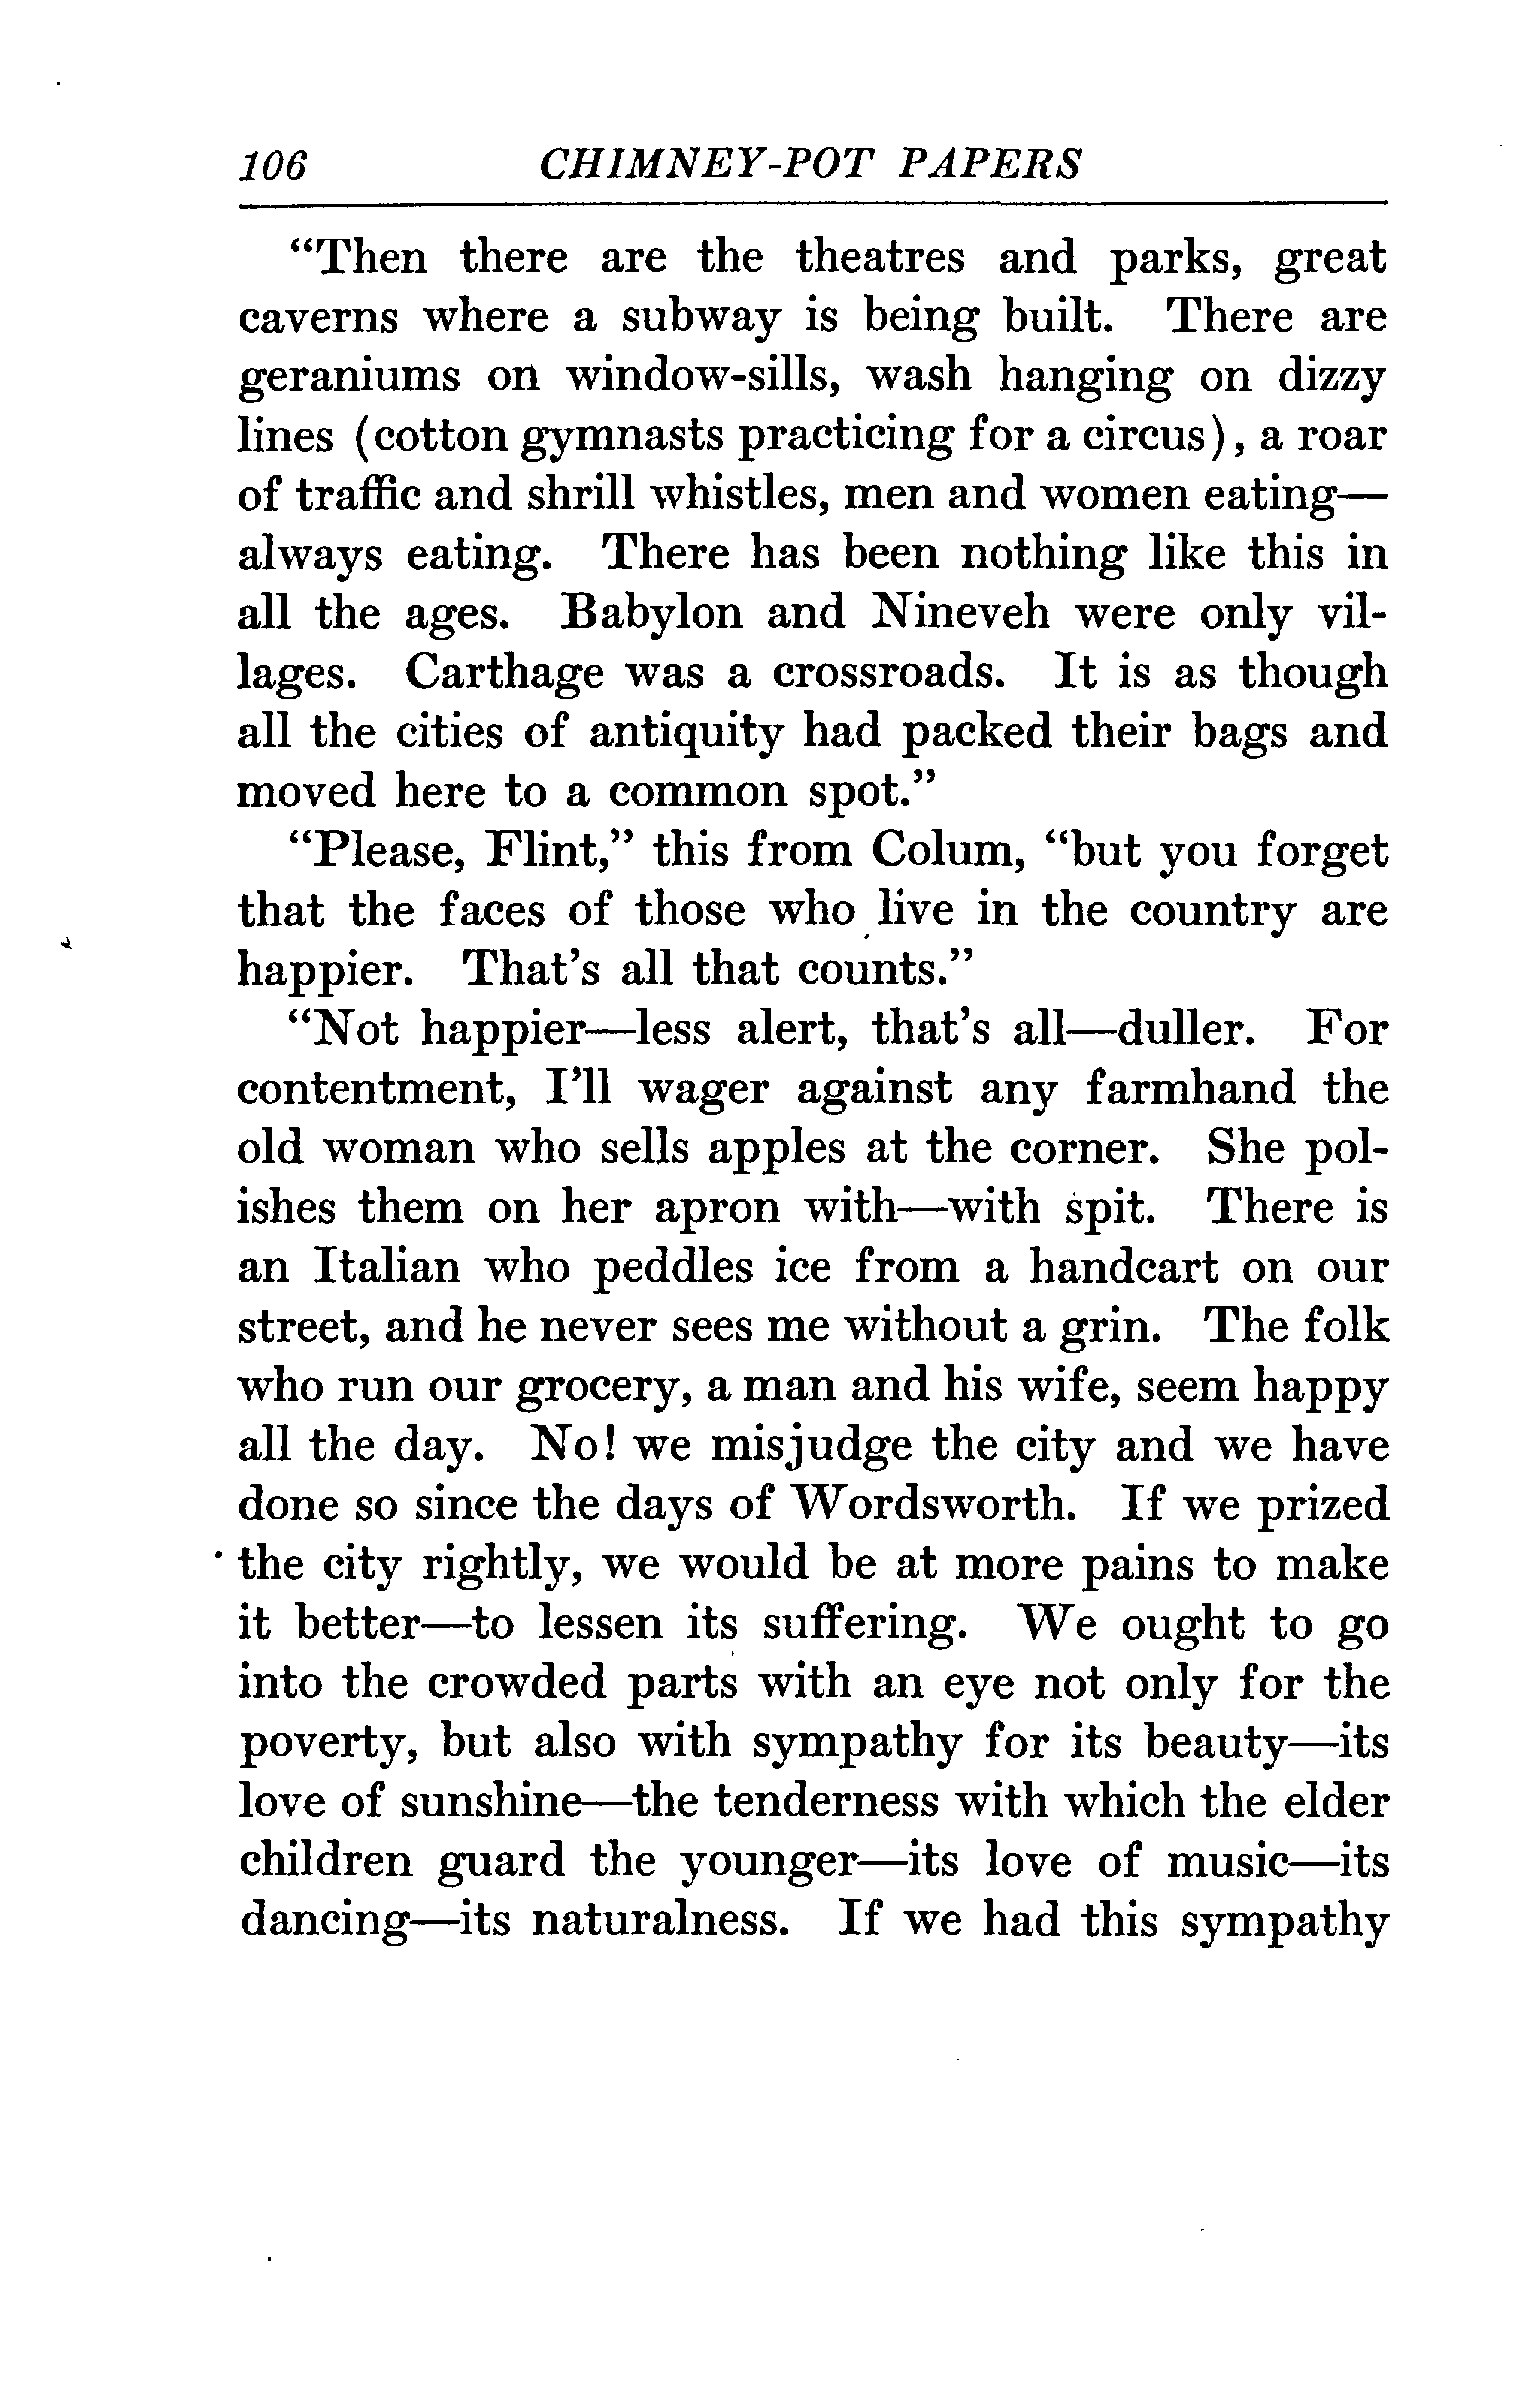 106 CHIMNEY-POT PAPERS
“Then there are the theatres and parks, great
caverns where a subway is being built. There are
geraniums on window-sills, wash hanging on dizzy
lines (cotton gymnasts practicing for a circus), a roar
of traffic and shrill whistles, men and women eating—
always eating. There has been nothing like this in
all the ages. Babylon and Nineveh were only vil-
lages. Carthage was a crossroads. It is as though
all the cities of antiquity had packed their bags and
moved here to a common spot.”
“Please, Flint,” this from Colum, “but you forget
that the faces of those who live in the country are
happier. That’s all that counts.”
“Not happier—less alert, that’s all—duller. For
contentment, I’ll wager against any farmhand the
old woman who sells apples at the corner. She pol-
ishes them on her apron with—with spit. There is
an Italian who peddles ice from a handcart on our
street, and he never sees me without a grin. The folk
who run our grocery, a man and his wife, seem happy
all the day. No! we misjudge the city and we have
done so since the days of Wordsworth. If we prized
the city rightly, we would be at more pains to make
it better—to lessen its suffering. We ought to go
into the crowded parts with an eye not only for the
poverty, but also with sympathy for its beauty—its
love of sunshine—the tenderness with which the elder
children guard the younger—its love of music—its
dancing—its naturalness. If we had this sympathy